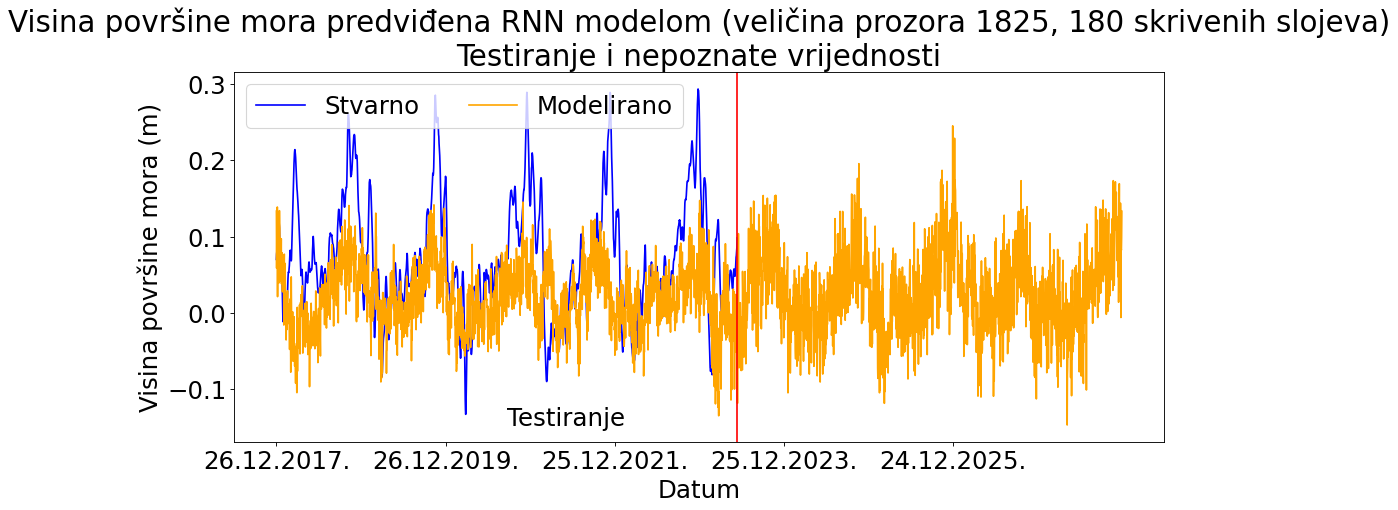 Visina površine mora predviđena RNN modelom (veličina prozora 1825, 180 skrivenih slojeva)
Testiranje i nepoznate vrijednosti
Stvarno Modelirano
Visina površine mora (m)
0.3
0.2
0.1
0.0
−0.1
Testiranje
26.12.2017. 26.12.2019. 25.12.2021. 25.12.2023. 24.12.2025.
Datum